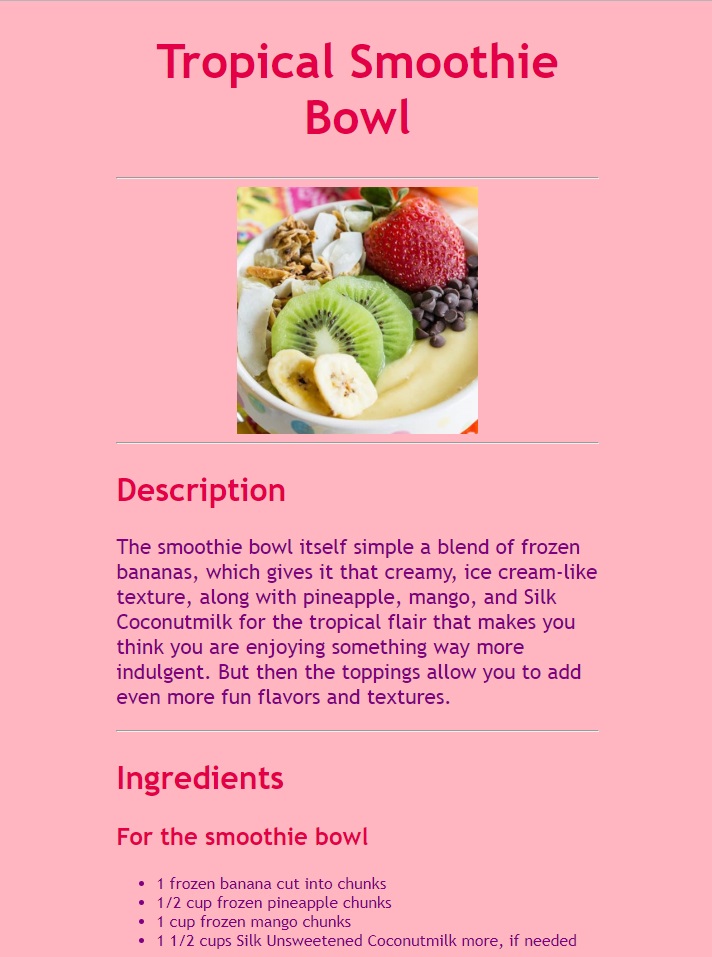 Tropical Smoothie
Bowl
Description
The smoothie bowl itself simple a blend of frozen
bananas, which gives it that creamy, ice cream-like
texture, along with pineapple, mango, and Silk
Coconutmilk for the tropical flair that makes you
think you are enjoying something way more
indulgent. But then the toppings allow you to add
even more fun flavors and textures.
Ingredients
For the smoothie bowl
• 1 frozen banana cut into chunks
• 1/2 cup frozen pineapple chunks
• 1 cup frozen mango chunks
• 1 1/2 cups Silk Unsweetened Coconutmilk more, if needed